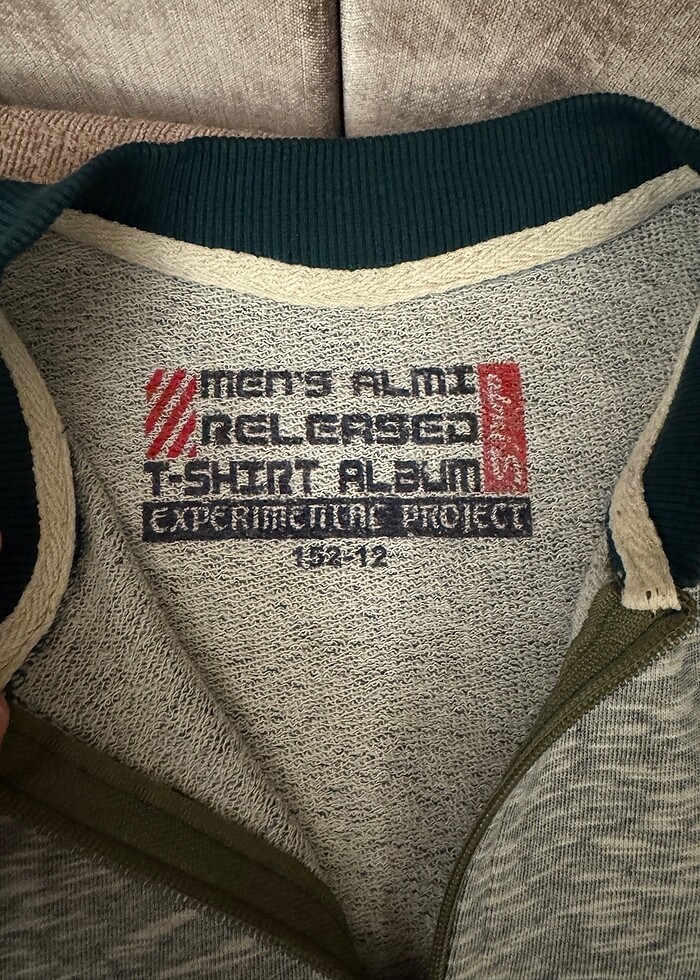 MEN'S ALMI
RELEASED
T-SHIRT ALBUM
EXPERIMENTAL PROJECT
152-12